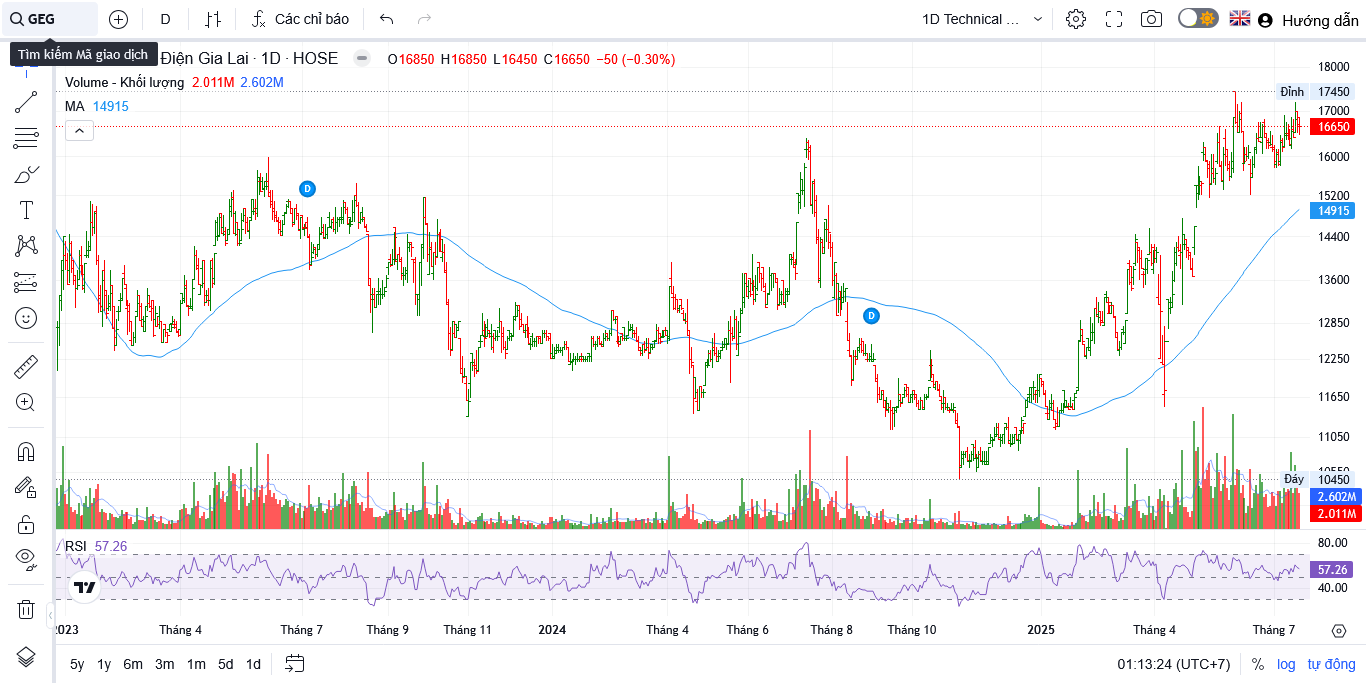 GEG
D
Các chỉ báo
1D Technical ...
Hướng dẫn
Tìm kiếm Mã giao dịch
Điện Gia Lai · 1D · HOSE
O16850 H16850 L16450 C16650 −50 (−0.30%)
Volume - Khối lượng 2.011M 2.602M
MA 14915
18000
Đỉnh 17450
17000
16650
16000
15200
14915
14400
13600
12850
12250
11650
11050
10550
Đáy 10450
2.602M
2.011M
D
D
RSI 57.26
80.00
57.26
40.00
2023 Tháng 4 Tháng 7 Tháng 9 Tháng 11 2024 Tháng 4 Tháng 6 Tháng 8 Tháng 10 2025 Tháng 4 Tháng 7
5y 1y 6m 3m 1m 5d 1d
01:13:24 (UTC+7) % log tự động